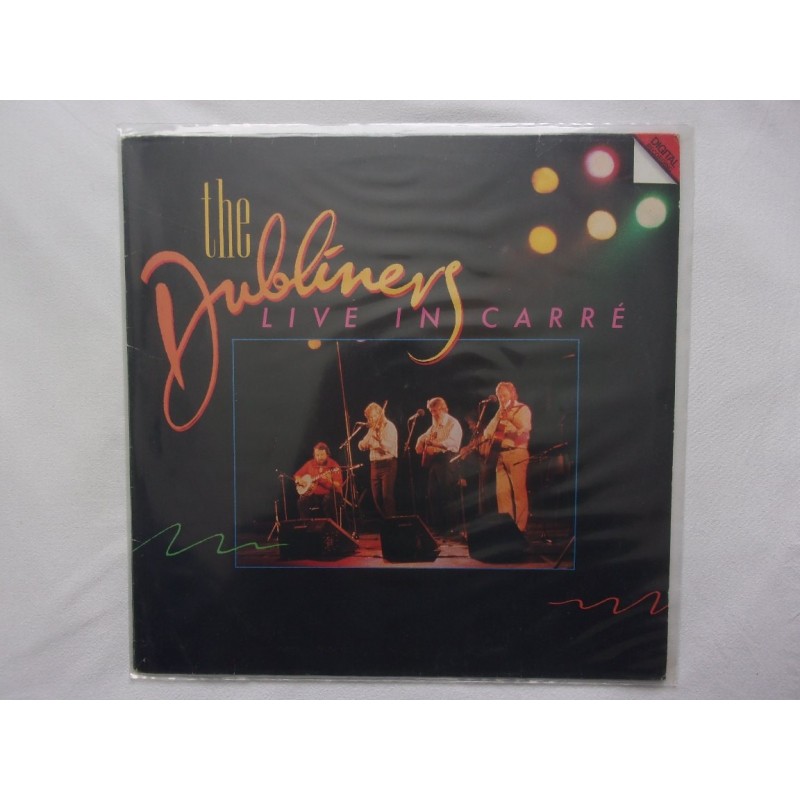 the
Dubliners
LIVE IN CARRÉ
DIGITAL